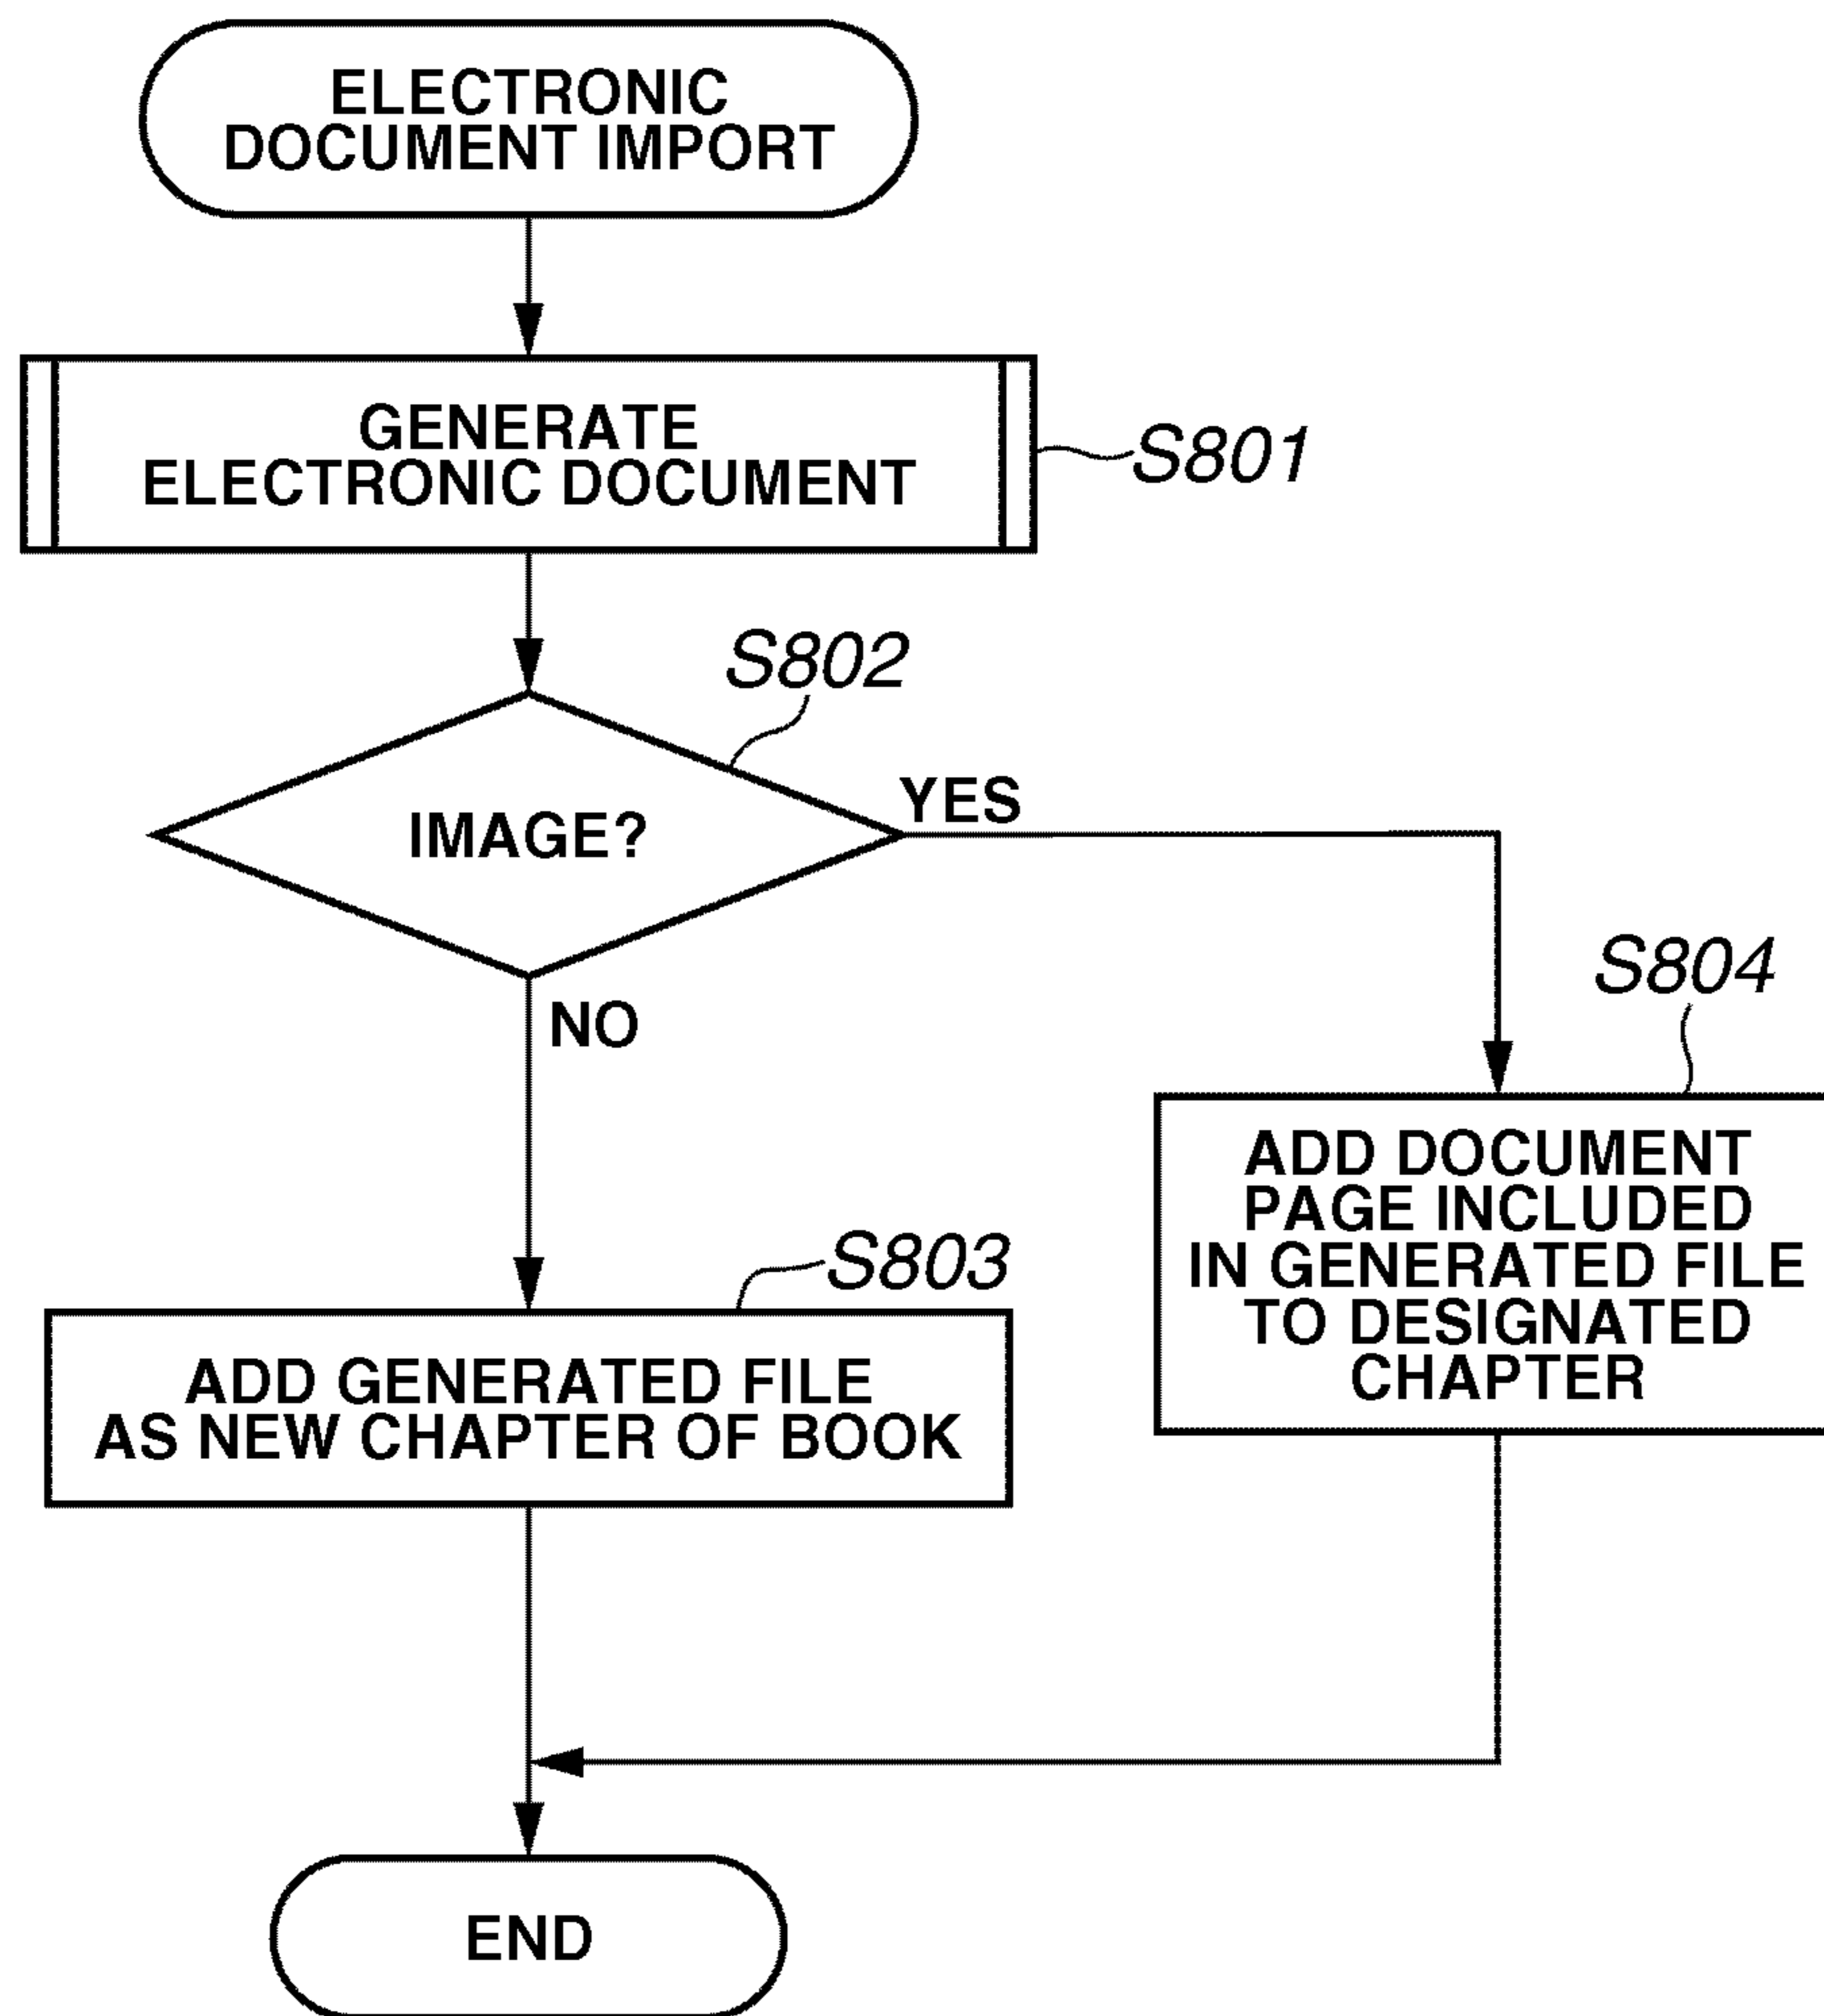 ELECTRONIC
DOCUMENT IMPORT
GENERATE
ELECTRONIC DOCUMENT
S801
S802
IMAGE?
YES
NO
S804
ADD DOCUMENT
PAGE INCLUDED
IN GENERATED FILE
TO DESIGNATED
CHAPTER
S803
ADD GENERATED FILE
AS NEW CHAPTER OF BOOK
END